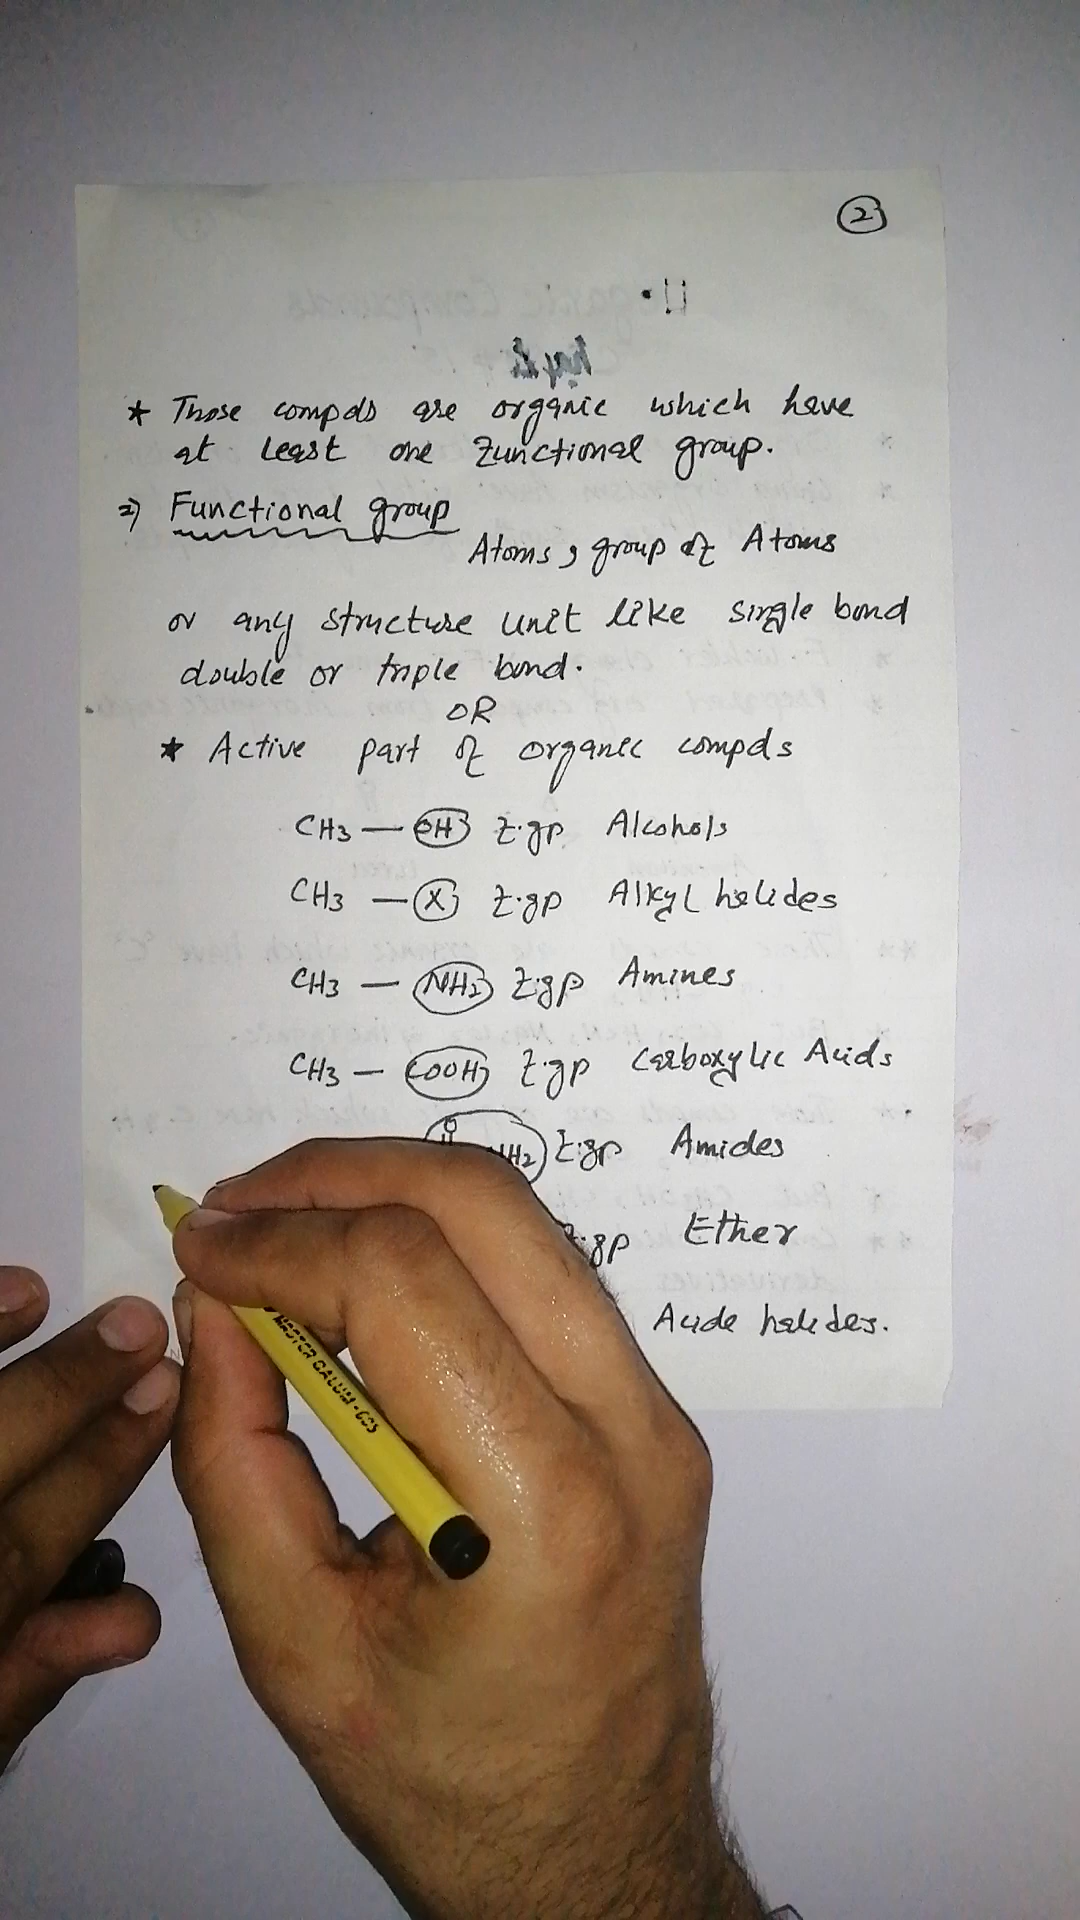 2
* Those compds are organic which have
at least one functional group.
=) Functional group
Atoms, group of Atoms
or any structure unit like single bond
double or triple bond.
OR
* Active part of organic compds
CH3 — OH f.gp Alcohols
CH3 — X f.gp Alkyl halides
CH3 — NH2 f.gp Amines
CH3 — COOH f.gp Carboxylic Acids
O
NH2 f.gp Amides
f.gp Ether
Acide halides.
MASTER